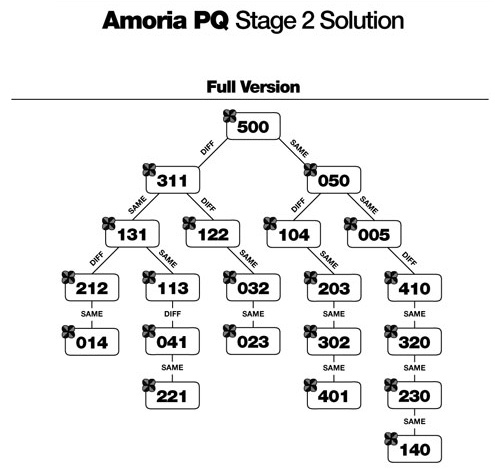 Amoria PQ Stage 2 Solution
Full Version
500
DIFF SAME
311 050
SAME DIFF DIFF SAME
131 122 104 005
DIFF SAME SAME SAME DIFF
212 113 032 203 410
SAME DIFF SAME SAME SAME
014 041 023 302 320
SAME SAME SAME
221 401 230
SAME
140